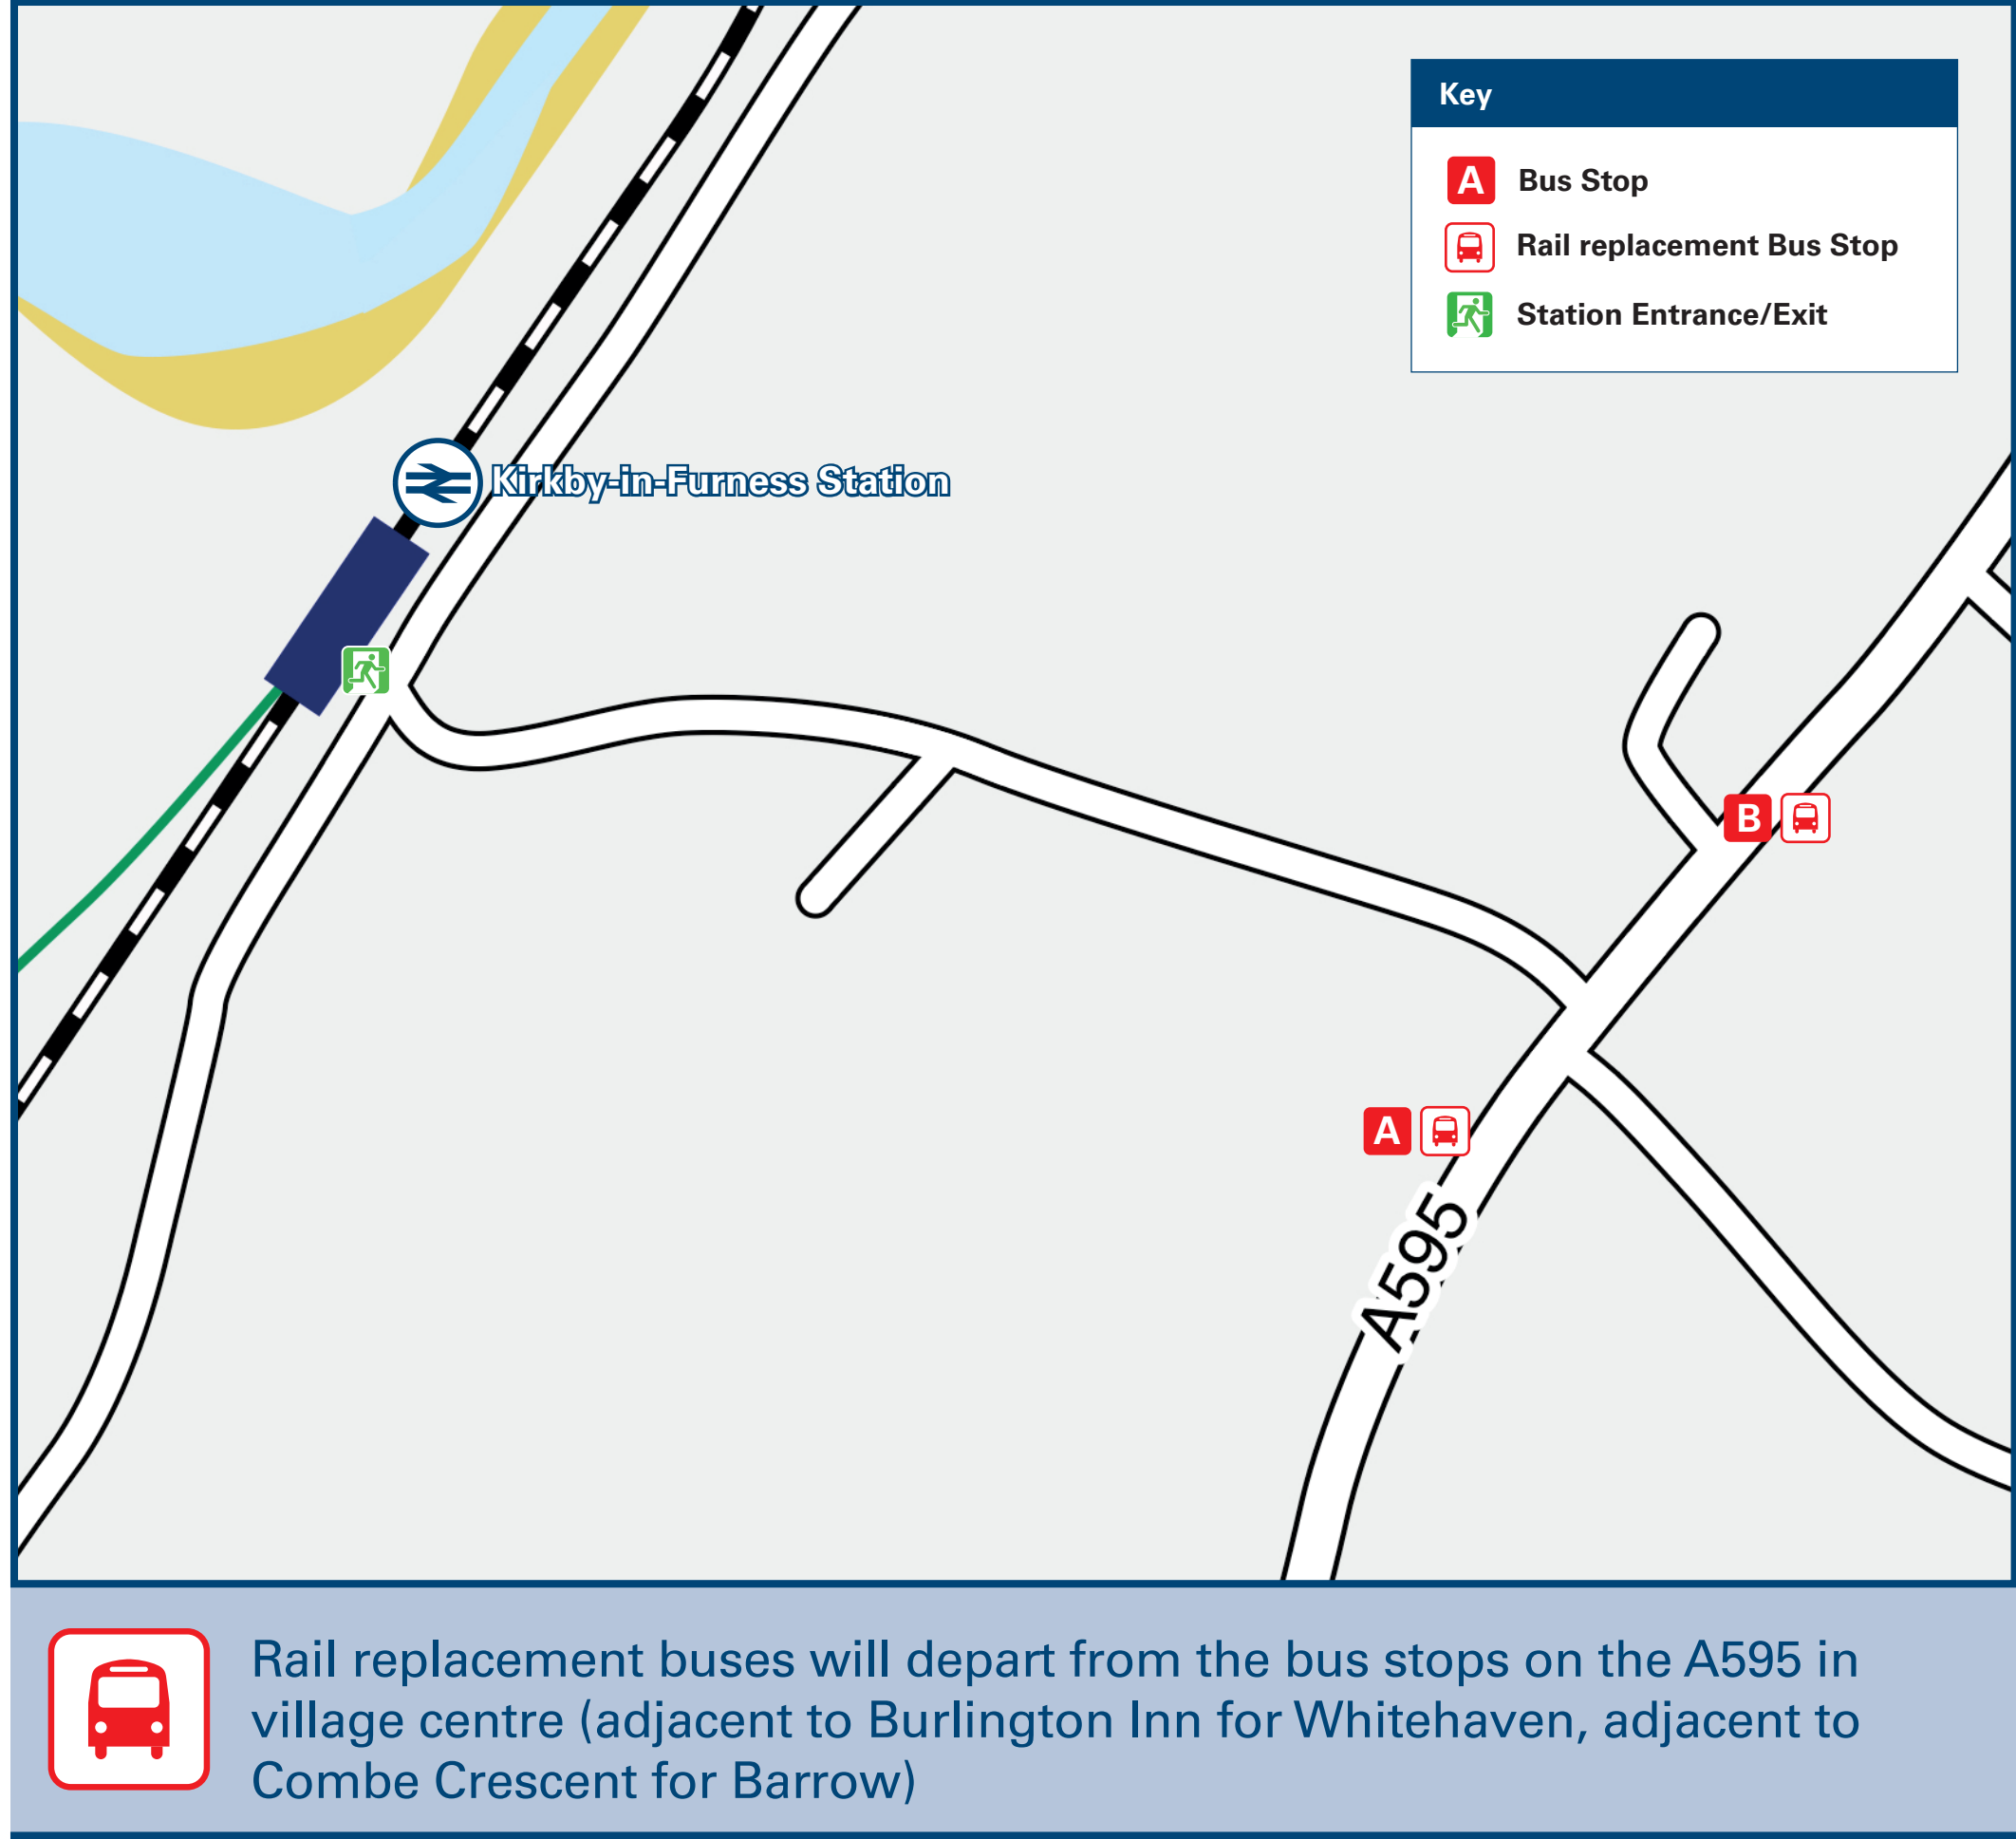 Key
A Bus Stop
Rail replacement Bus Stop
Station Entrance/Exit
Kirkby-in-Furness Station
B
A
A595
Rail replacement buses will depart from the bus stops on the A595 in
village centre (adjacent to Burlington Inn for Whitehaven, adjacent to
Combe Crescent for Barrow)